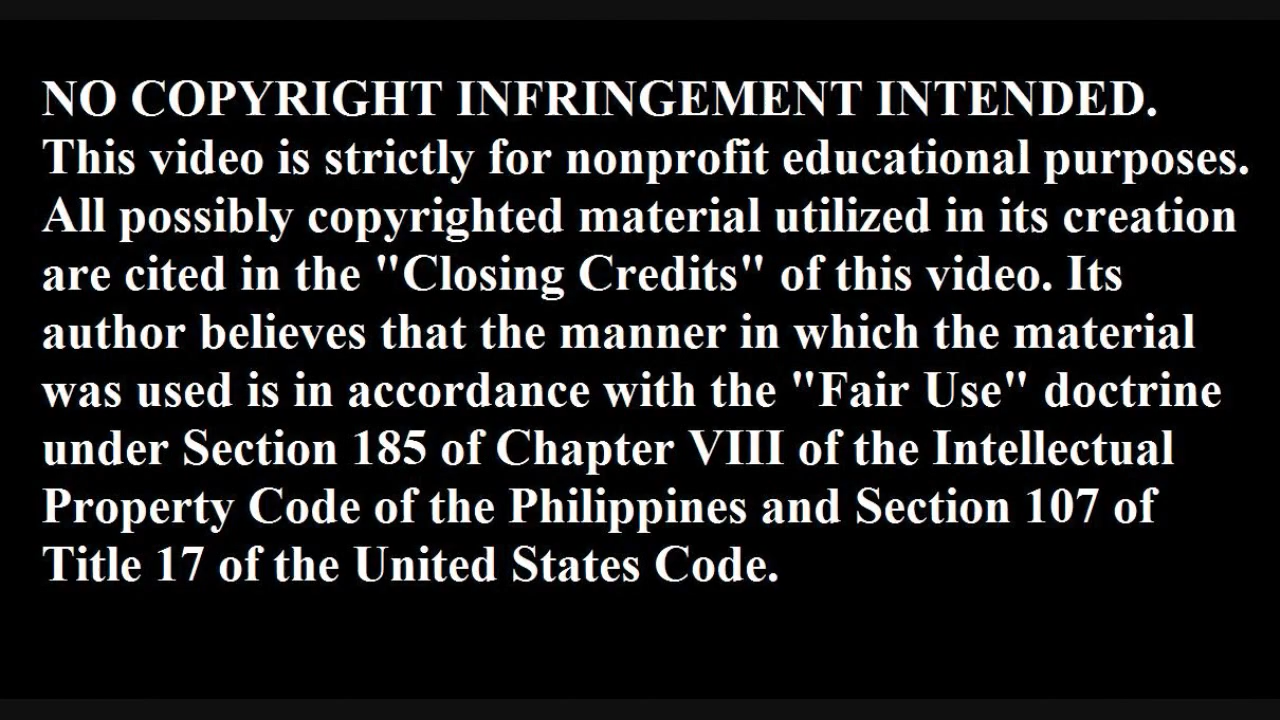 NO COPYRIGHT INFRINGEMENT INTENDED.
This video is strictly for nonprofit educational purposes.
All possibly copyrighted material utilized in its creation
are cited in the "Closing Credits" of this video. Its
author believes that the manner in which the material
was used is in accordance with the "Fair Use" doctrine
under Section 185 of Chapter VIII of the Intellectual
Property Code of the Philippines and Section 107 of
Title 17 of the United States Code.